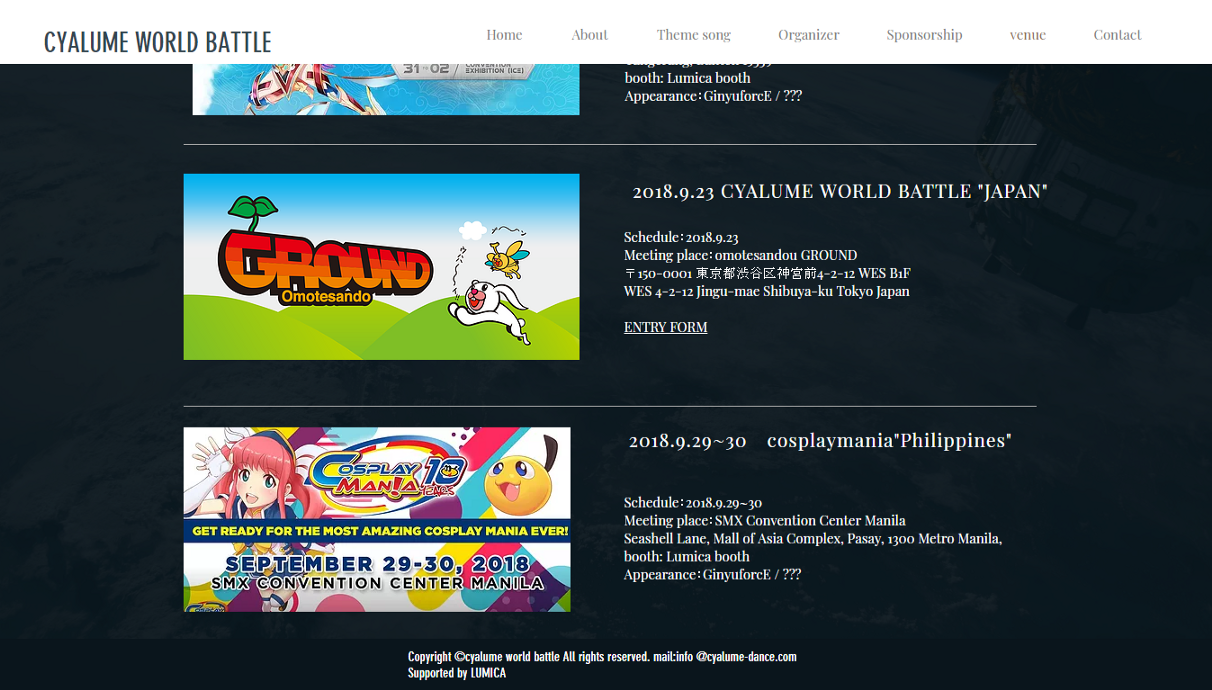 CYALUME WORLD BATTLE
Home About Theme song Organizer Sponsorship venue Contact
31 TO 02
CONVENTION
EXHIBITION (ICE)
booth: Lumica booth
Appearance:GinyuforcE / ???
GROUND
Omotesando
2018.9.23 CYALUME WORLD BATTLE "JAPAN"
Schedule:2018.9.23
Meeting place:omotesandou GROUND
〒150-0001 東京都渋谷区神宮前4-2-12 WES B1F
WES 4-2-12 Jingu-mae Shibuya-ku Tokyo Japan
ENTRY FORM
COSPLAY 10
MAN!A YEARS
GET READY FOR THE MOST AMAZING COSPLAY MANIA EVER!
SEPTEMBER 29-30, 2018
SMX CONVENTION CENTER MANILA
2018.9.29~30 cosplaymania"Philippines"
Schedule:2018.9.29~30
Meeting place:SMX Convention Center Manila
Seashell Lane, Mall of Asia Complex, Pasay, 1300 Metro Manila,
booth: Lumica booth
Appearance:GinyuforcE / ???
Copyright ©cyalume world battle All rights reserved. mail:info @cyalume-dance.com
Supported by LUMICA